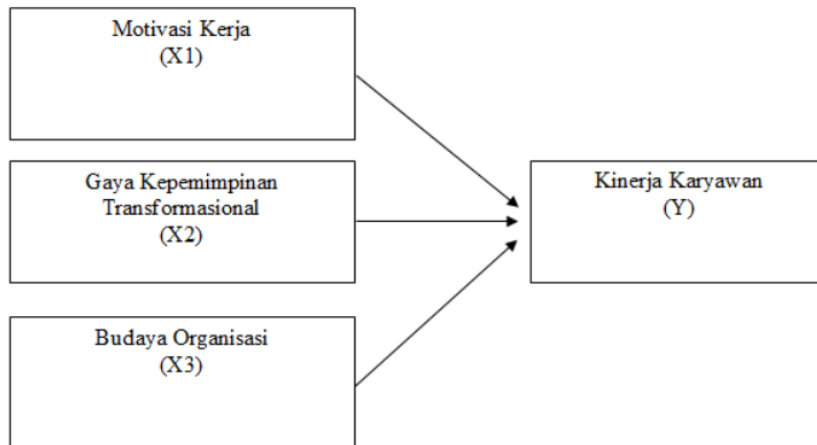 Motivasi Kerja
(X1)
Gaya Kepemimpinan
Transformasional
(X2)
Kinerja Karyawan
(Y)
Budaya Organisasi
(X3)